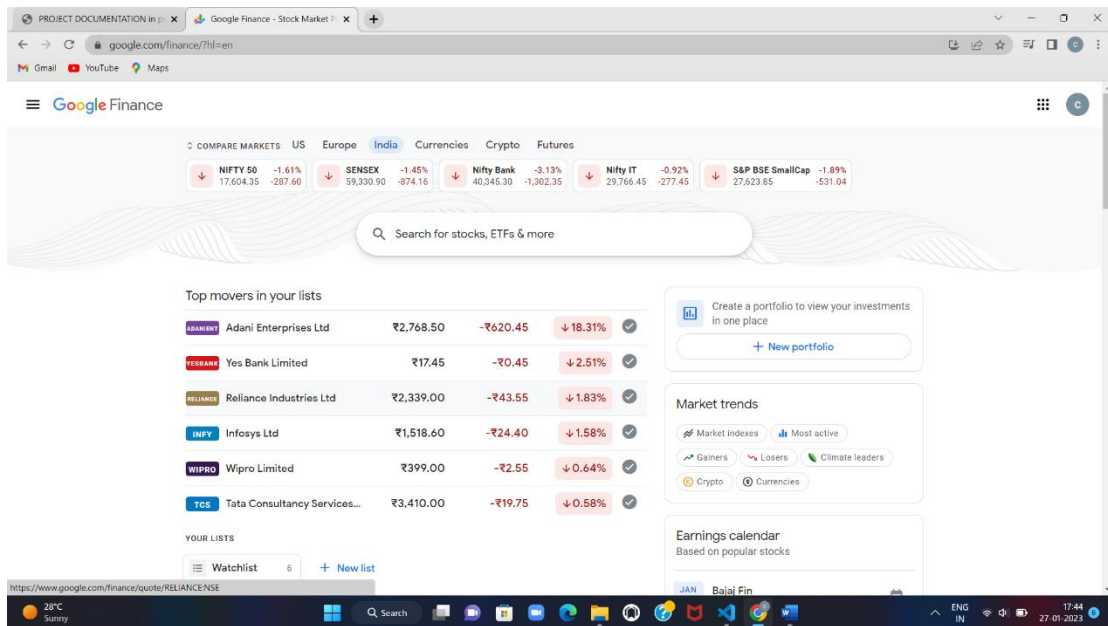 PROJECT DOCUMENTATION in p
Google Finance - Stock Market P
google.com/finance/?hl=en
Gmail YouTube Maps
Google Finance
C
COMPARE MARKETS US Europe India Currencies Crypto Futures
NIFTY 50 -1.61% SENSEX -1.45% Nifty Bank -3.13% Nifty IT -0.92% S&P BSE SmallCap -1.89%
17,604.35 -287.60 59,330.90 -874.16 40,345.30 -1,302.35 29,766.45 -277.45 27,623.85 -531.04
Search for stocks, ETFs & more
Top movers in your lists
ADANIENT Adani Enterprises Ltd ₹2,768.50 -₹620.45 ↓18.31%
YESBANK Yes Bank Limited ₹17.45 -₹0.45 ↓2.51%
RELIANCE Reliance Industries Ltd ₹2,339.00 -₹43.55 ↓1.83%
INFY Infosys Ltd ₹1,518.60 -₹24.40 ↓1.58%
WIPRO Wipro Limited ₹399.00 -₹2.55 ↓0.64%
TCS Tata Consultancy Services... ₹3,410.00 -₹19.75 ↓0.58%
YOUR LISTS
Watchlist 6 + New list
Create a portfolio to view your investments
in one place
+ New portfolio
Market trends
Market indexes Most active
Gainers Losers Climate leaders
Crypto Currencies
Earnings calendar
Based on popular stocks
JAN Bajaj Fin
https://www.google.com/finance/quote/RELIANCE:NSE
28°C
Sunny
Search
ENG
IN
17:44
27-01-2023
6